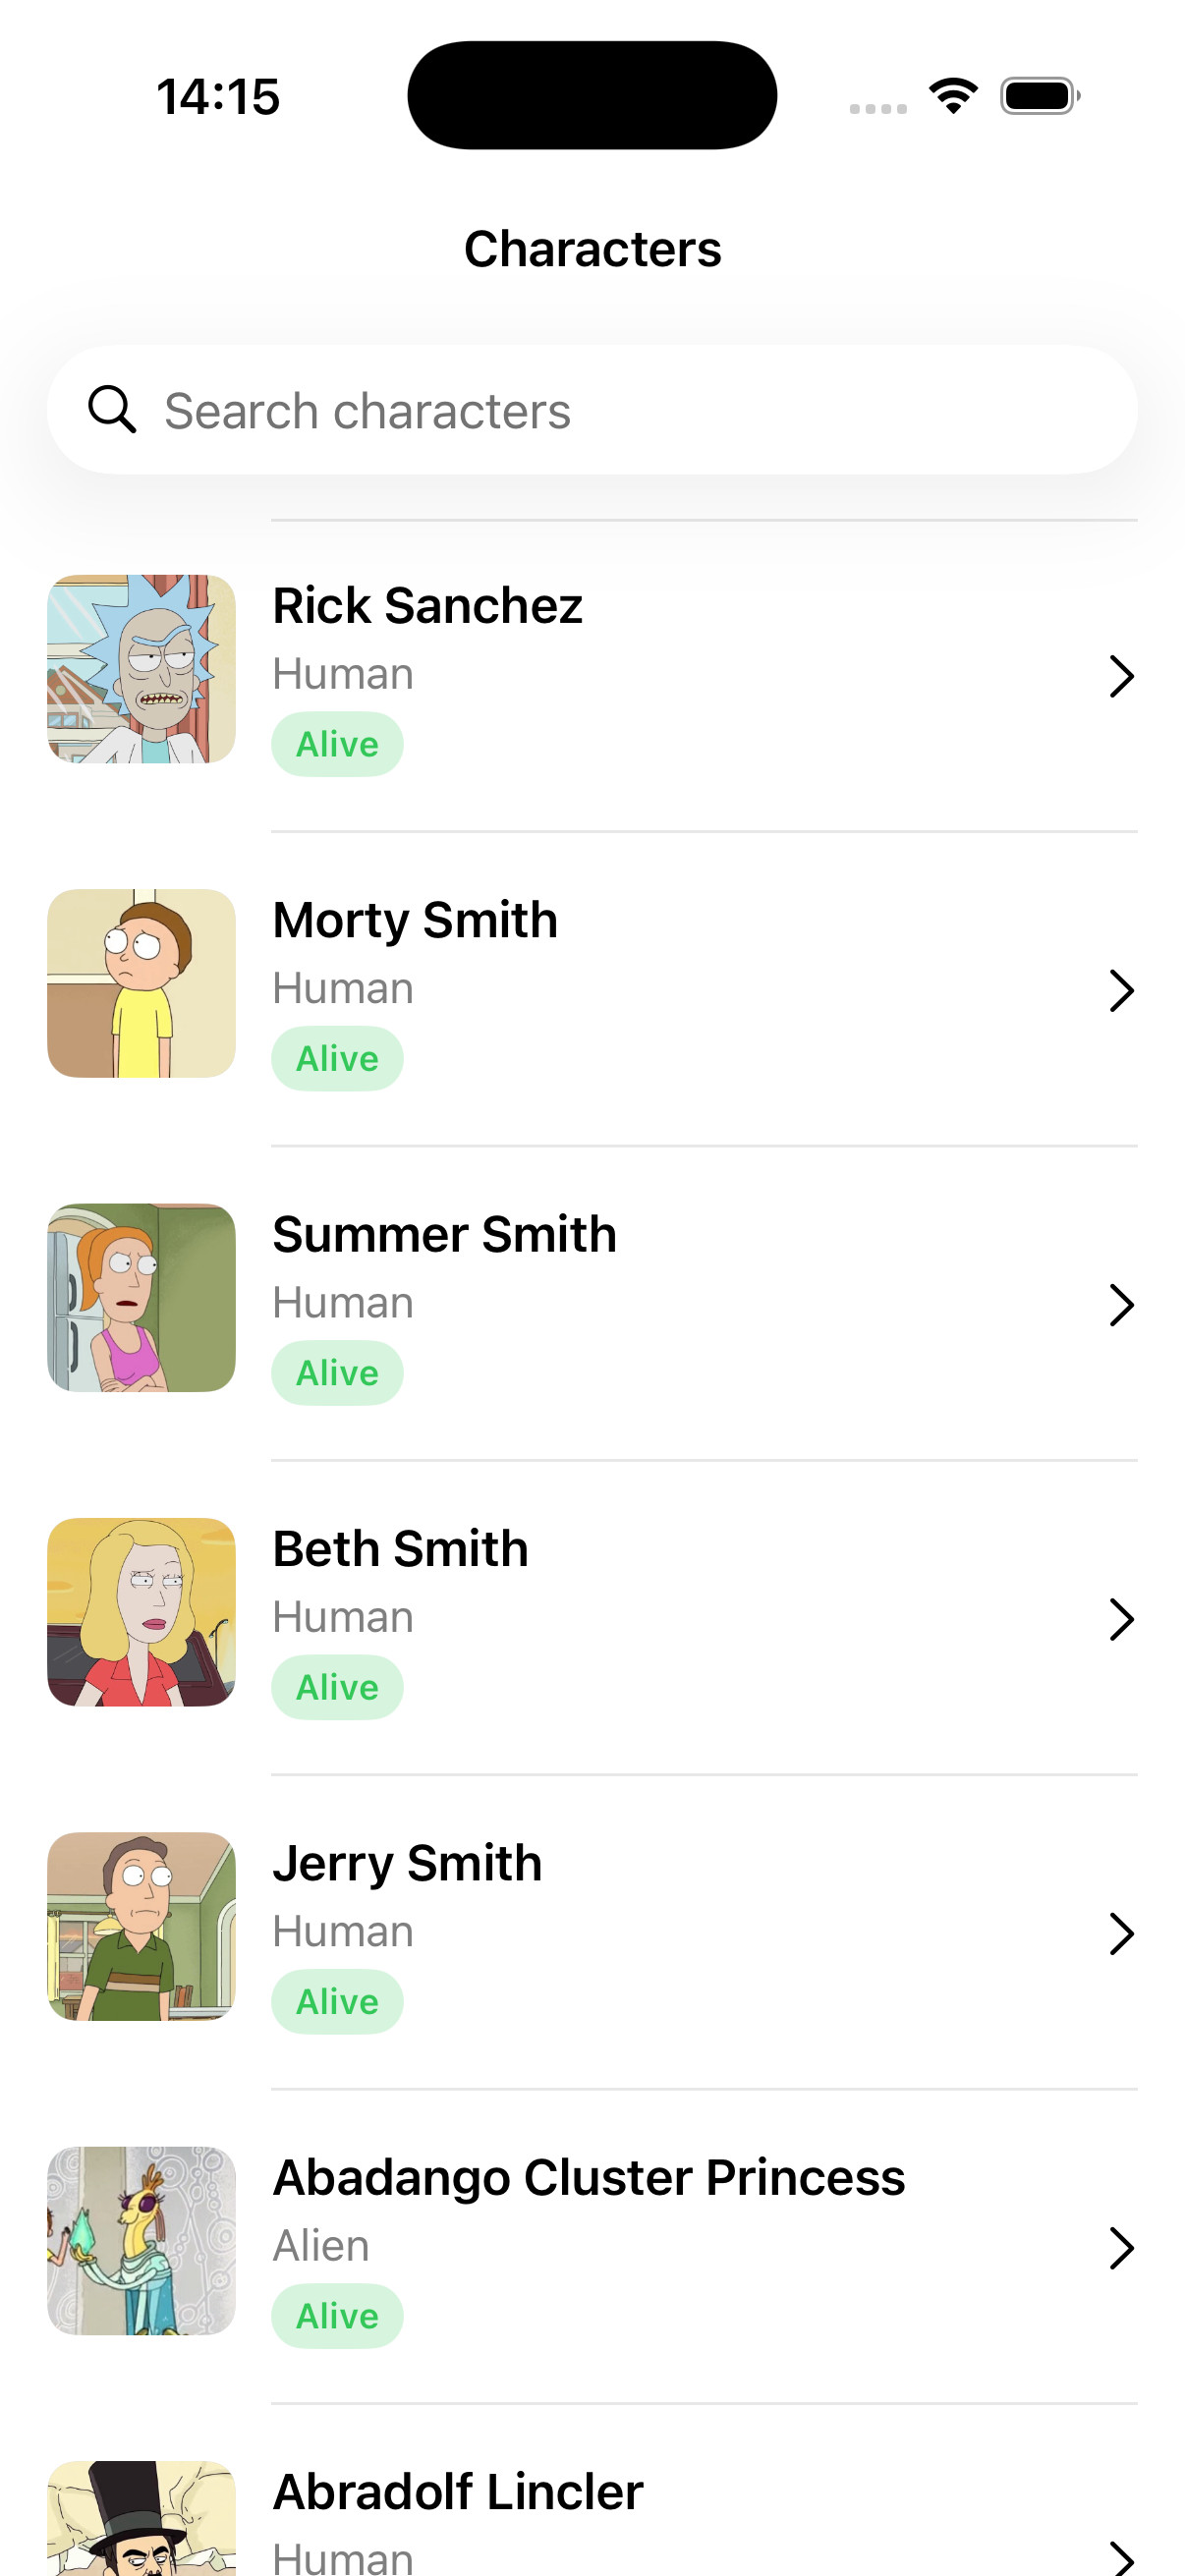 14:15
Characters
Search characters
Rick Sanchez
Human
Alive
Morty Smith
Human
Alive
Summer Smith
Human
Alive
Beth Smith
Human
Alive
Jerry Smith
Human
Alive
Abadango Cluster Princess
Alien
Alive
Abradolf Lincler
Human